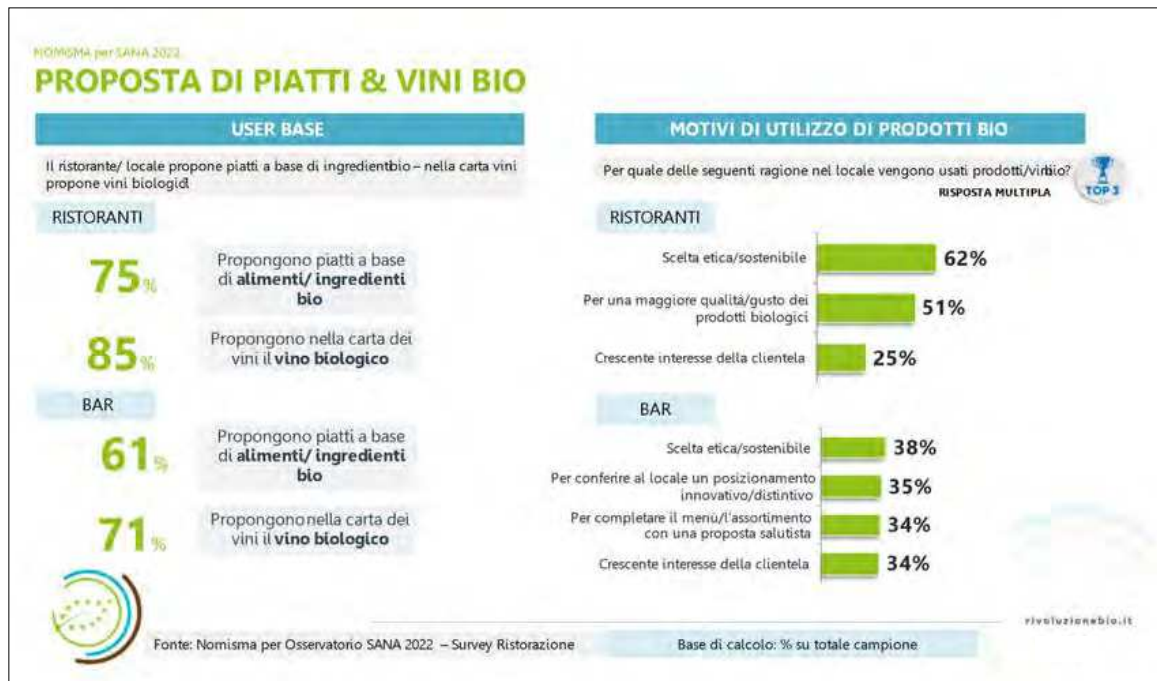 NOMISMA per SANA 2022
PROPOSTA DI PIATTI & VINI BIO
USER BASE
Il ristorante/ locale propone piatti a base di ingredientbio – nella carta vini
propone vini biologici
RISTORANTI
75%
Propongono piatti a base
di alimenti/ ingredienti
bio
85%
Propongono nella carta dei
vini il vino biologico
BAR
61%
Propongono piatti a base
di alimenti/ ingredienti
bio
71%
Propongono nella carta dei
vini il vino biologico
MOTIVI DI UTILIZZO DI PRODOTTI BIO
Per quale delle seguenti ragione nel locale vengono usati prodotti/vinbio?
RISPOSTA MULTIPLA
TOP 3
RISTORANTI
Scelta etica/sostenibile
62%
Per una maggiore qualità/gusto dei
prodotti biologici
51%
Crescente interesse della clientela
25%
BAR
Scelta etica/sostenibile
38%
Per conferire al locale un posizionamento
innovativo/distintivo
35%
Per completare il menù/l'assortimento
con una proposta salutista
34%
Crescente interesse della clientela
34%
rivoluzionebio.it
Fonte: Nomisma per Osservatorio SANA 2022 – Survey Ristorazione
Base di calcolo: % su totale campione